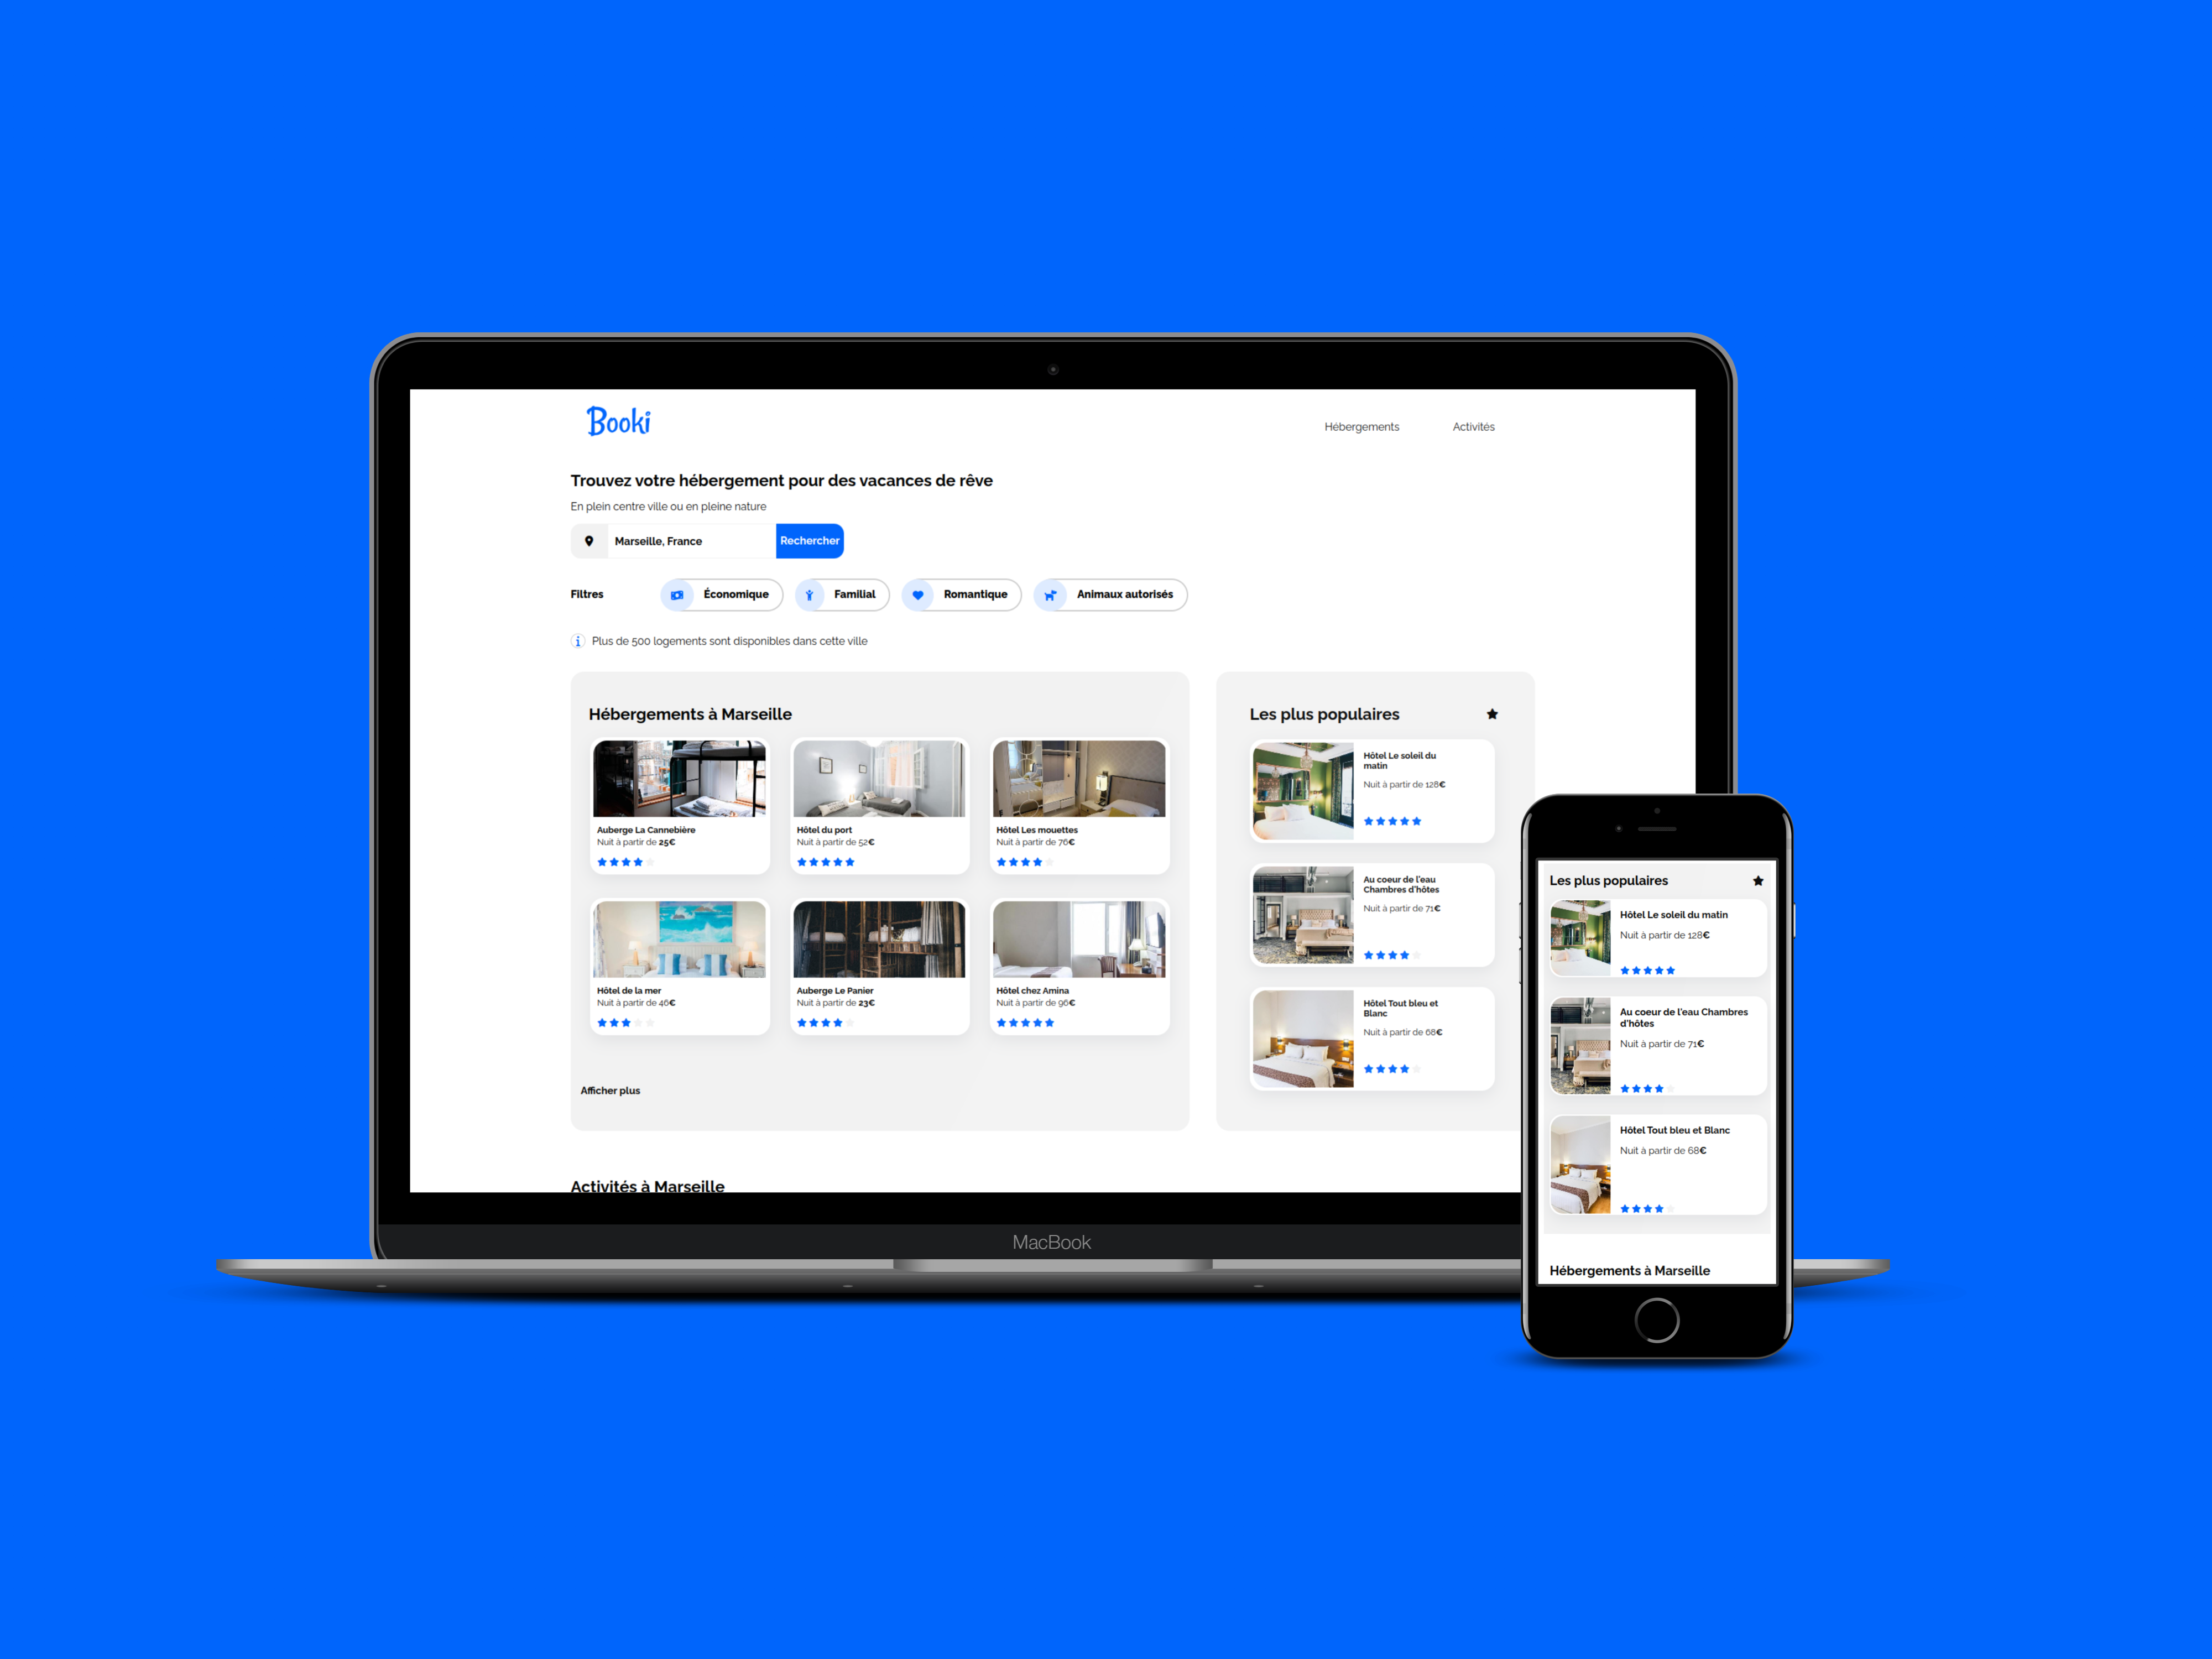 Booki
Hébergements
Activités
Trouvez votre hébergement pour des vacances de rêve
En plein centre ville ou en pleine nature
Marseille, France
Rechercher
Filtres
Économique
Familial
Romantique
Animaux autorisés
Plus de 500 logements sont disponibles dans cette ville
Hébergements à Marseille
Auberge La Cannebière
Nuit à partir de 25€
Hôtel du port
Nuit à partir de 52€
Hôtel Les mouettes
Nuit à partir de 76€
Hôtel de la mer
Nuit à partir de 46€
Auberge Le Panier
Nuit à partir de 23€
Hôtel chez Amina
Nuit à partir de 96€
Afficher plus
Les plus populaires
Hôtel Le soleil du
matin
Nuit à partir de 128€
Au coeur de l'eau
Chambres d'hôtes
Nuit à partir de 71€
Hôtel Tout bleu et
Blanc
Nuit à partir de 68€
Activités à Marseille
MacBook
Les plus populaires
Hôtel Le soleil du matin
Nuit à partir de 128€
Au coeur de l'eau Chambres
d'hôtes
Nuit à partir de 71€
Hôtel Tout bleu et Blanc
Nuit à partir de 68€
Hébergements à Marseille